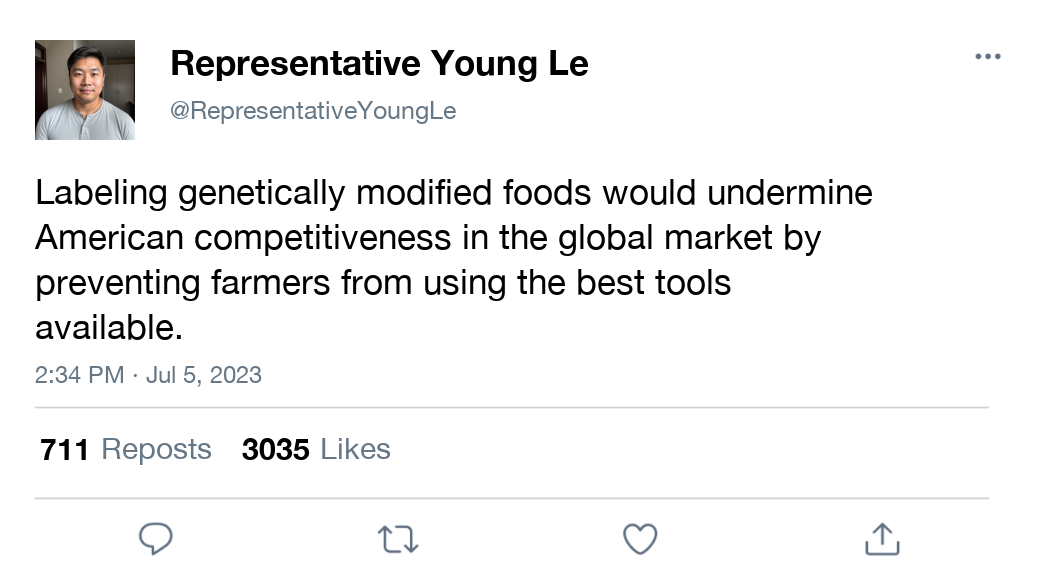 Representative Young Le
@RepresentativeYoungLe
Labeling genetically modified foods would undermine
American competitiveness in the global market by
preventing farmers from using the best tools
available.
2:34 PM · Jul 5, 2023
711 Reposts 3035 Likes